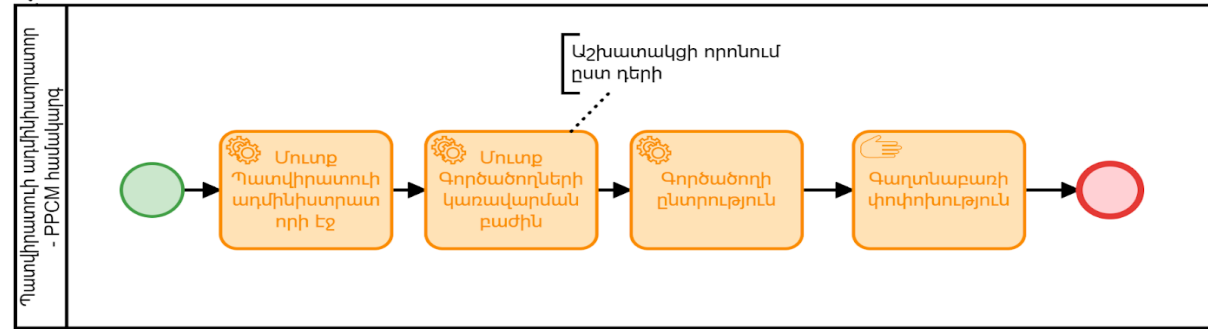 Պատվիրատուի ադմինիստրատոր
- PPCM համակարգ
Աշխատակցի որոնում
ըստ դերի
Մուտք
Պատվիրատուի
ադմինիստրատ
որի էջ
Մուտք
Գործածողների
կառավարման
բաժին
Գործածողի
ընտրություն
Գաղտնաբառի
փոփոխություն